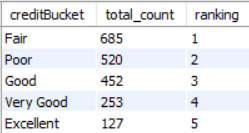 creditBucket total_count ranking
Fair 685 1
Poor 520 2
Good 452 3
Very Good 253 4
Excellent 127 5